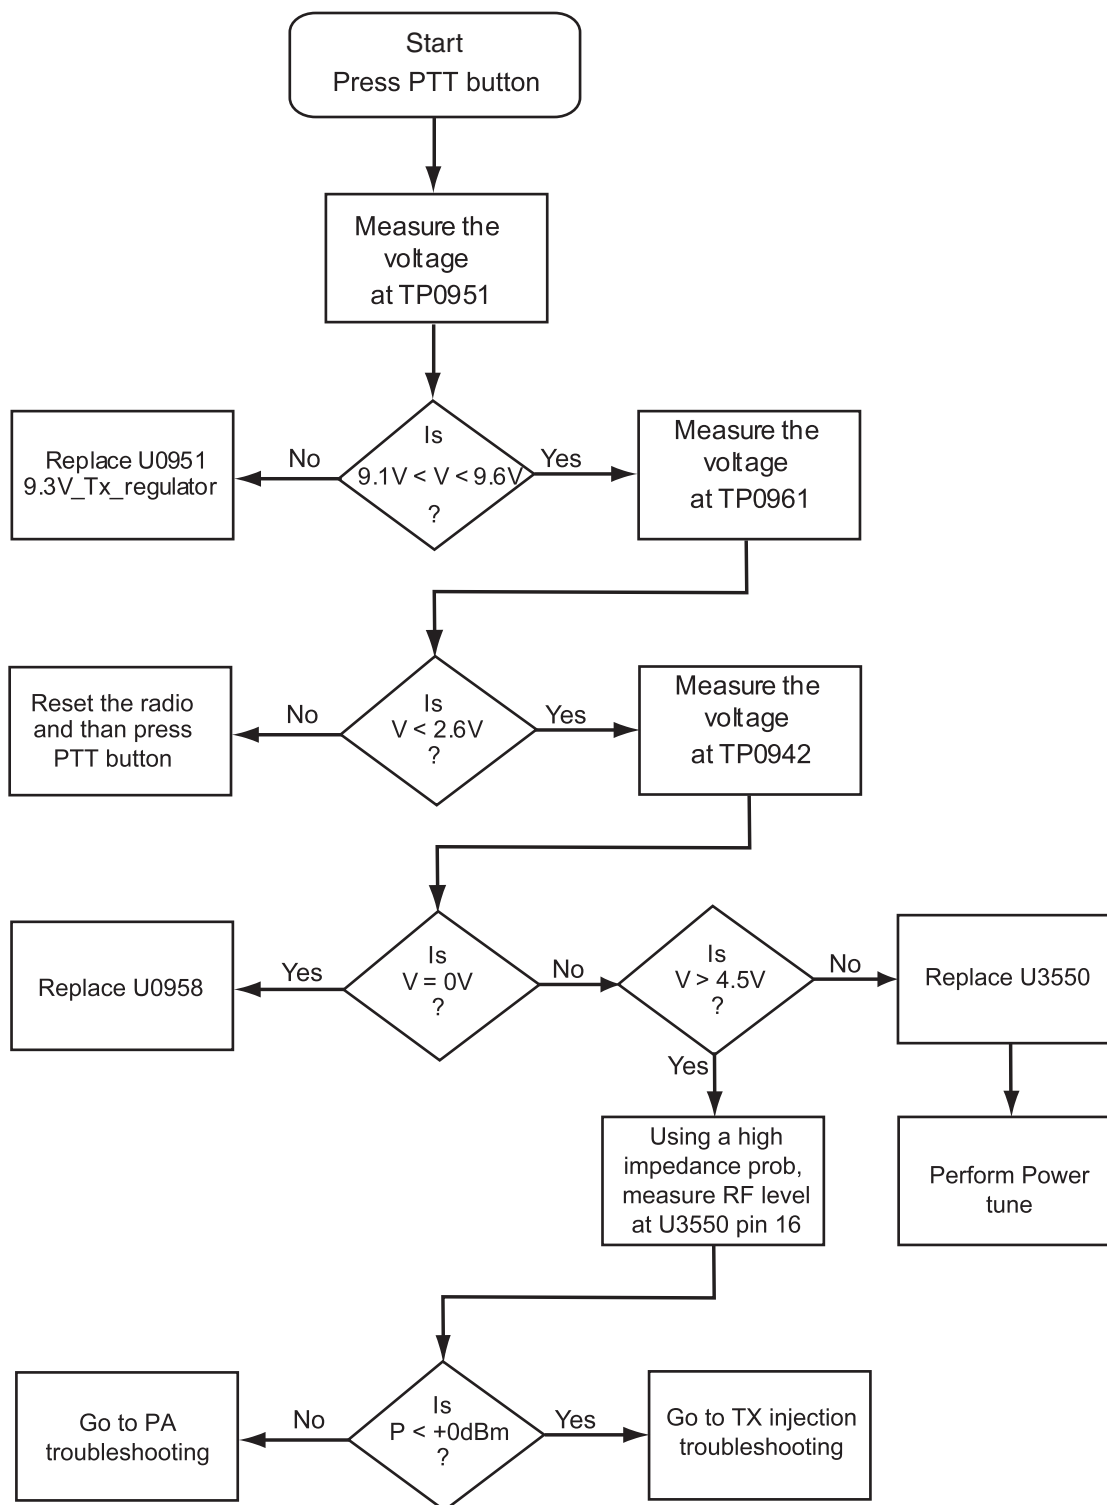 Start
Press PTT button
Measure the
voltage
at TP0951
Is
9.1V < V < 9.6V
?
No
Yes
Replace U0951
9.3V_Tx_regulator
Measure the
voltage
at TP0961
Is
V < 2.6V
?
No
Yes
Reset the radio
and than press
PTT button
Measure the
voltage
at TP0942
Is
V = 0V
?
Yes
No
Replace U0958
Is
V > 4.5V
?
No
Yes
Replace U3550
Perform Power
tune
Using a high
impedance prob,
measure RF level
at U3550 pin 16
Is
P < +0dBm
?
No
Yes
Go to PA
troubleshooting
Go to TX injection
troubleshooting